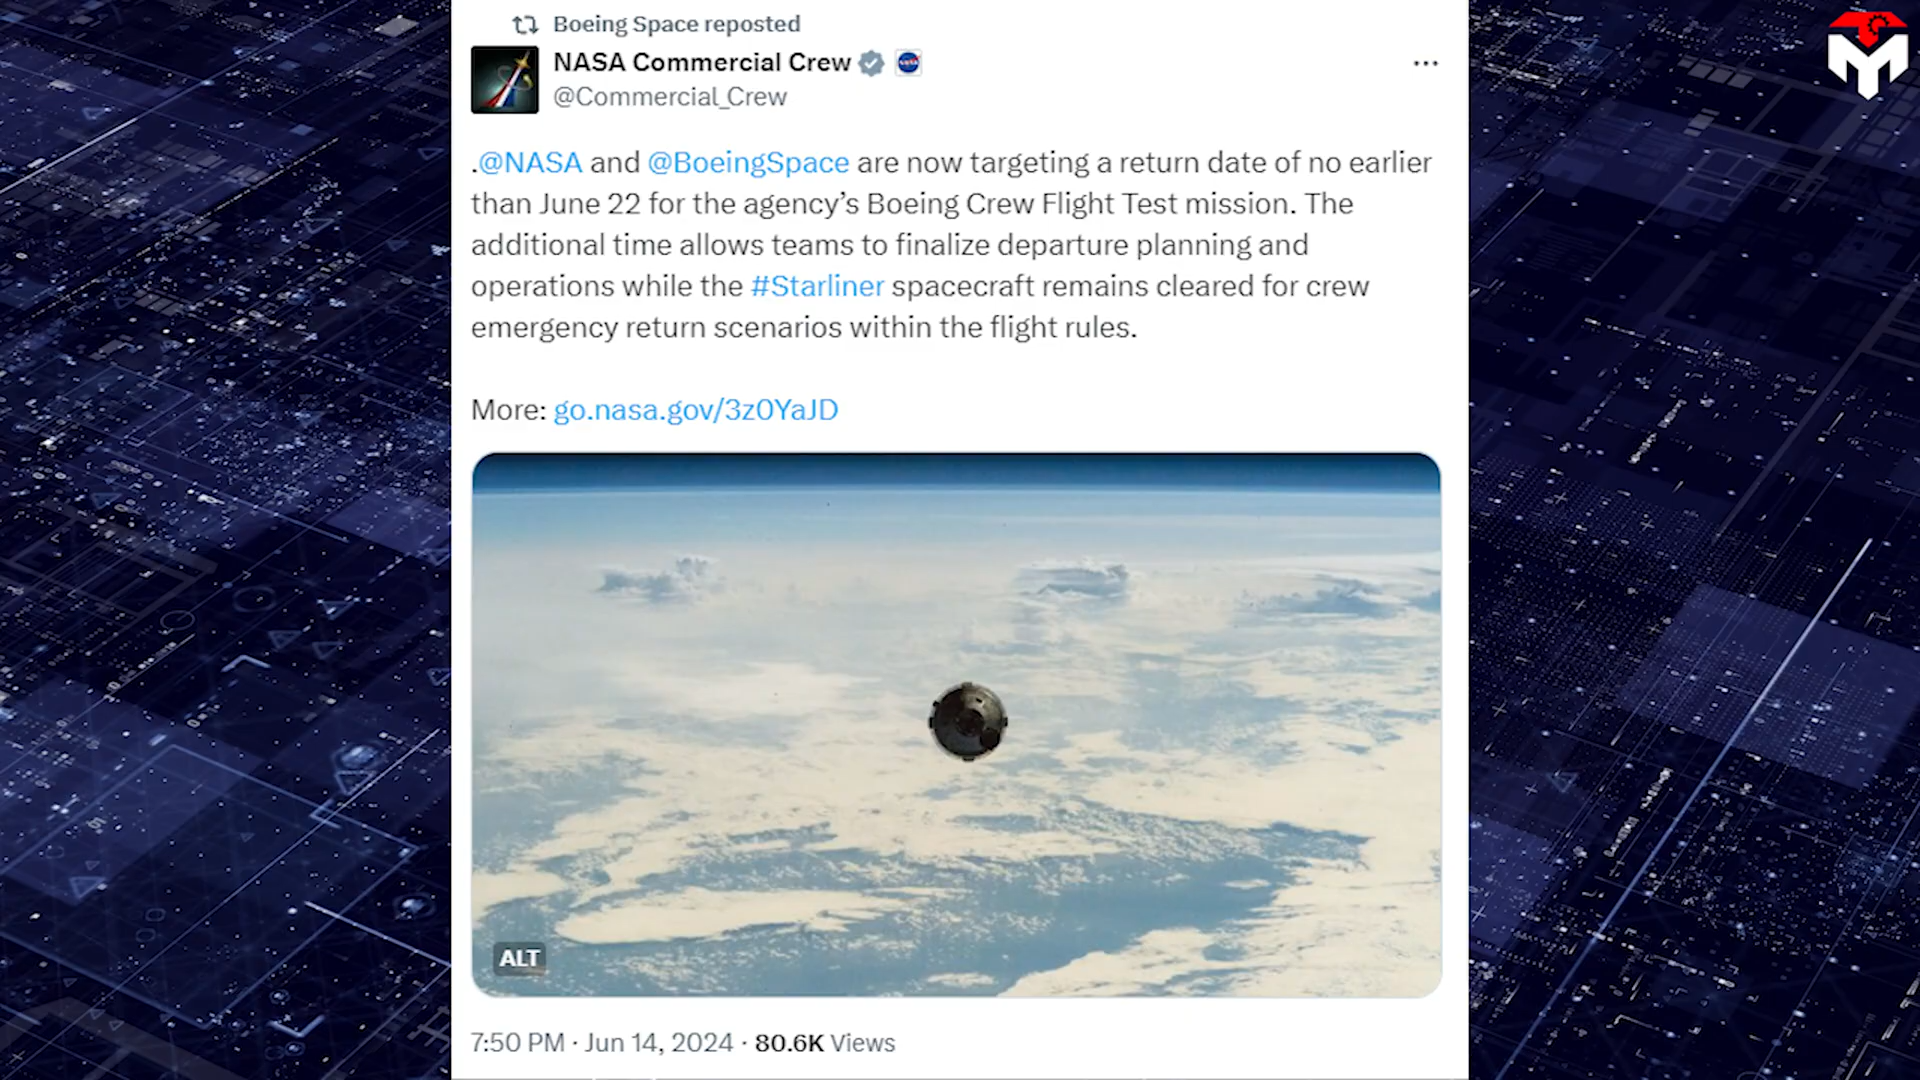 Boeing Space reposted
NASA Commercial Crew
@Commercial_Crew
.@NASA and @BoeingSpace are now targeting a return date of no earlier
than June 22 for the agency’s Boeing Crew Flight Test mission. The
additional time allows teams to finalize departure planning and
operations while the #Starliner spacecraft remains cleared for crew
emergency return scenarios within the flight rules.
More: go.nasa.gov/3z0YaJD
ALT
7:50 PM · Jun 14, 2024 · 80.6K Views